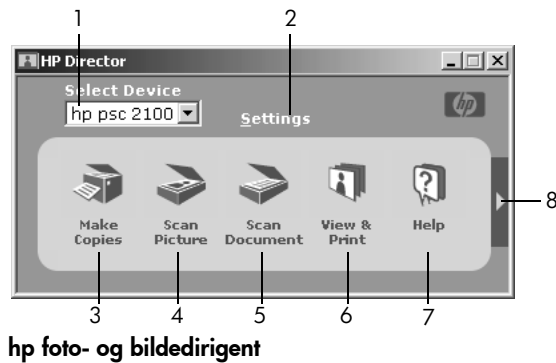 1 2
HP Director
Select Device
hp psc 2100
Settings
hp
Make Copies
Scan Picture
Scan Document
View & Print
Help
8
3 4 5 6 7
hp foto- og bildedirigent